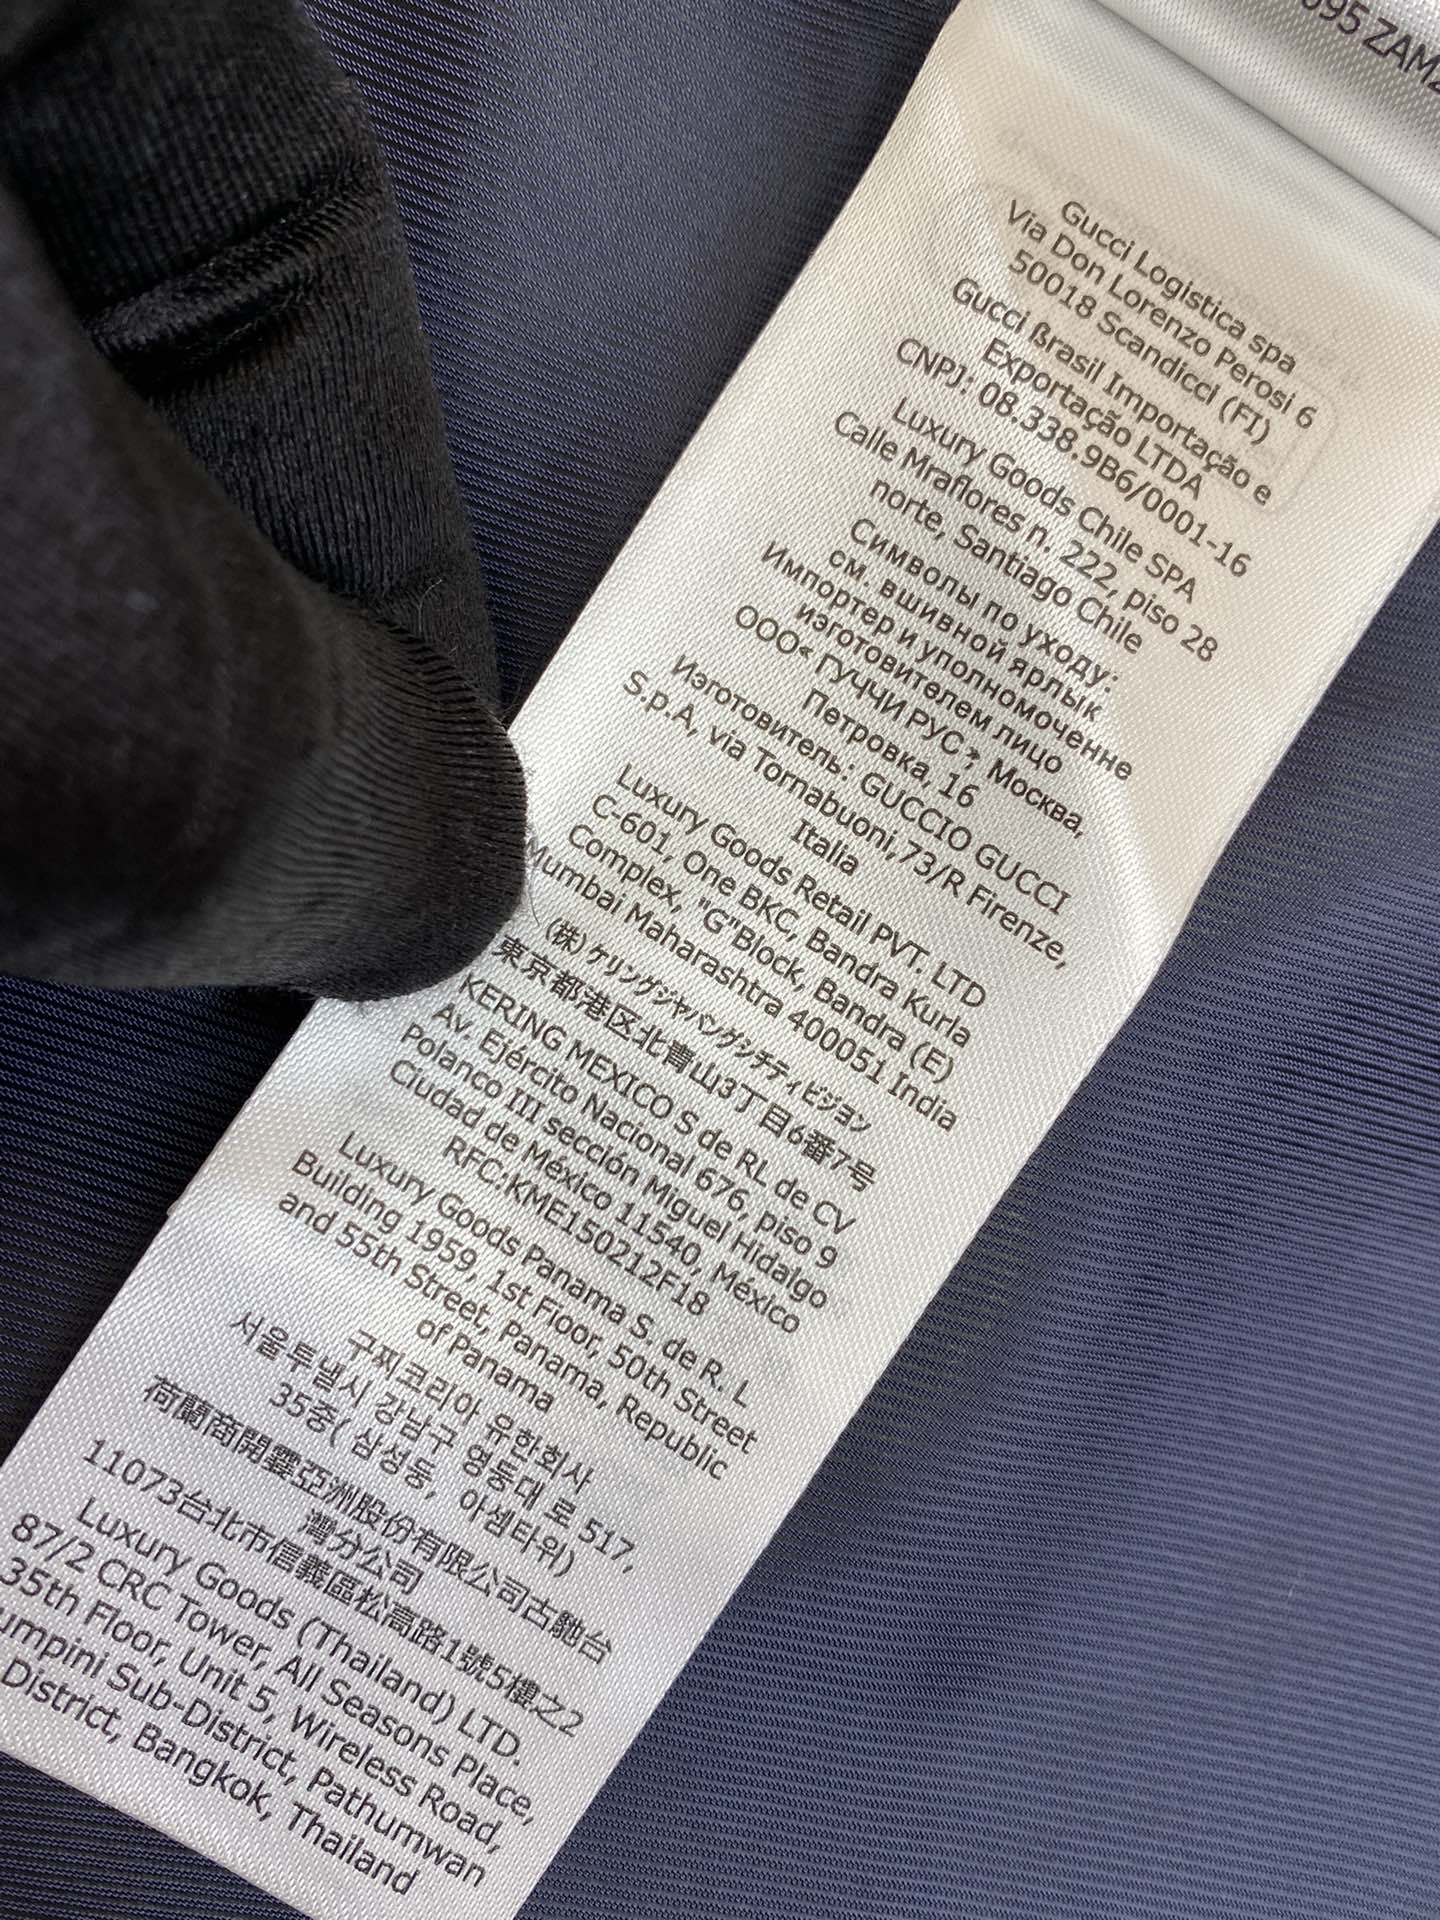 695 ZAM2
Gucci Logistica spa
Via Don Lorenzo Perosi 6
50018 Scandicci (FI)
Gucci ßrasil Importação e
Exportação LTDA
CNPJ: 08.338.9B6/0001-16
Luxury Goods Chile SPA
Calle Mraflores n. 222, piso 28
norte, Santiago Chile
Символы по уходу:
см. вшивной ярлык
Импортер и уполномоченне
изготовителем лицо
ООО« ГУЧЧИ РУС », Москва,
Петровка, 16
Изготовитель: GUCCIO GUCCI
S.p.A, via Tornabuoni,73/R Firenze,
Italia
Luxury Goods Retail PVT. LTD
C-601, One BKC, Bandra Kurla
Complex, "G"Block, Bandra (E)
Mumbai Maharashtra 400051 India
(株)ケリングジャパングシチティビジョン
東京都港区北青山3丁目6番7号
KERING MEXICO S de RL de CV
Av. Ejército Nacional 676, piso 9
Polanco III sección Miguel Hidalgo
Ciudad de México 11540, México
RFC:KME150212F18
Luxury Goods Panama S. de R. L
Building 1959, 1st Floor, 50th Street
and 55th Street, Panama, Republic
of Panama
구찌코리아 유한회사
서울투별시 강남구 영동대 로 517,
35중( 삼성등, 아셈타위)
荷蘭商開雲亞洲股份有限公司古馳台
灣分公司
11073台北市信義區松高路1號5樓之2
Luxury Goods (Thailand) LTD.
87/2 CRC Tower, All Seasons Place,
35th Floor, Unit 5, Wireless Road,
umpini Sub-District, Pathumwan
District, Bangkok, Thailand